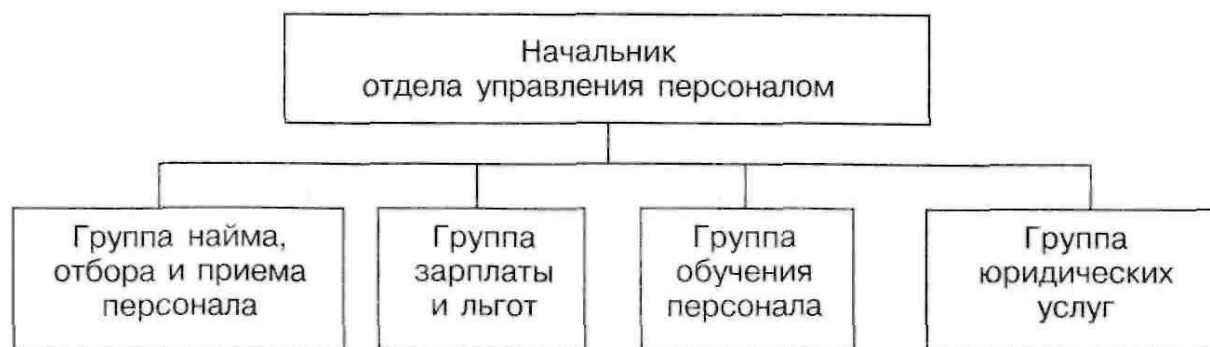 Начальник
отдела управления персоналом
Группа найма,
отбора и приема
персонала
Группа
зарплаты
и льгот
Группа
обучения
персонала
Группа
юридических
услуг